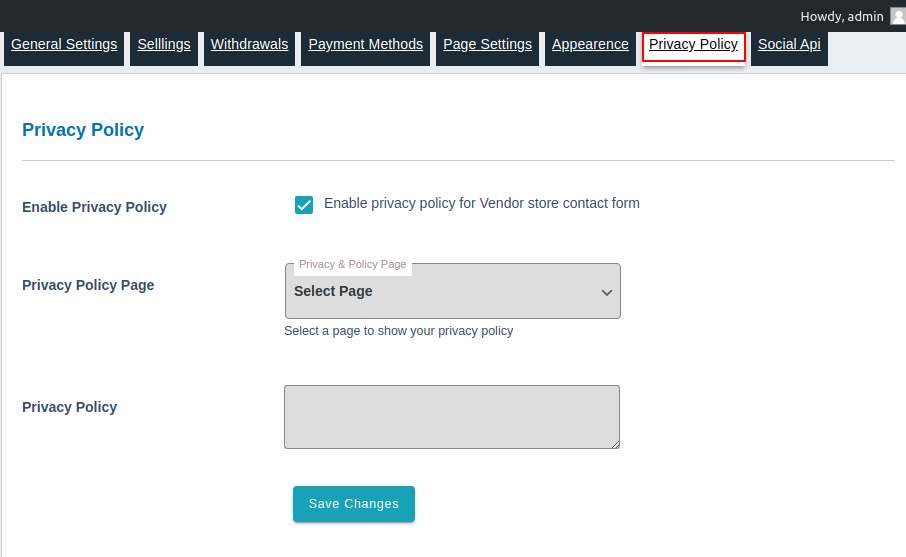 Howdy, admin
General Settings Selllings Withdrawals Payment Methods Page Settings Appearence Privacy Policy Social Api
Privacy Policy
Enable Privacy Policy Enable privacy policy for Vendor store contact form
Privacy & Policy Page
Privacy Policy Page Select Page
Select a page to show your privacy policy
Privacy Policy
Save Changes